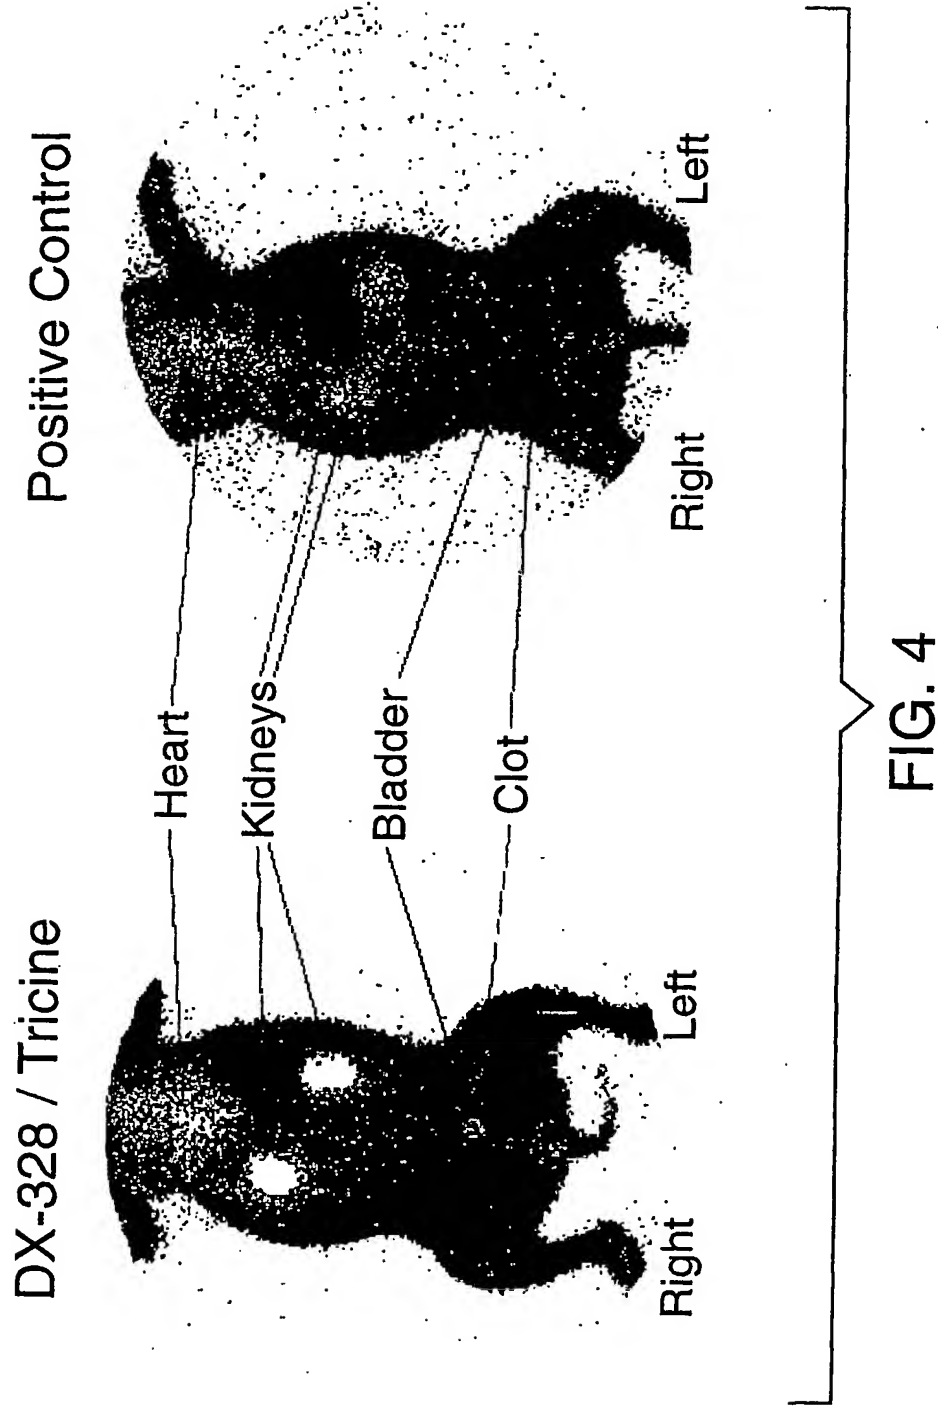 DX-328 / Tricine
Positive Control
Heart
Kidneys
Bladder
Clot
Right
Left
Right
Left
FIG. 4